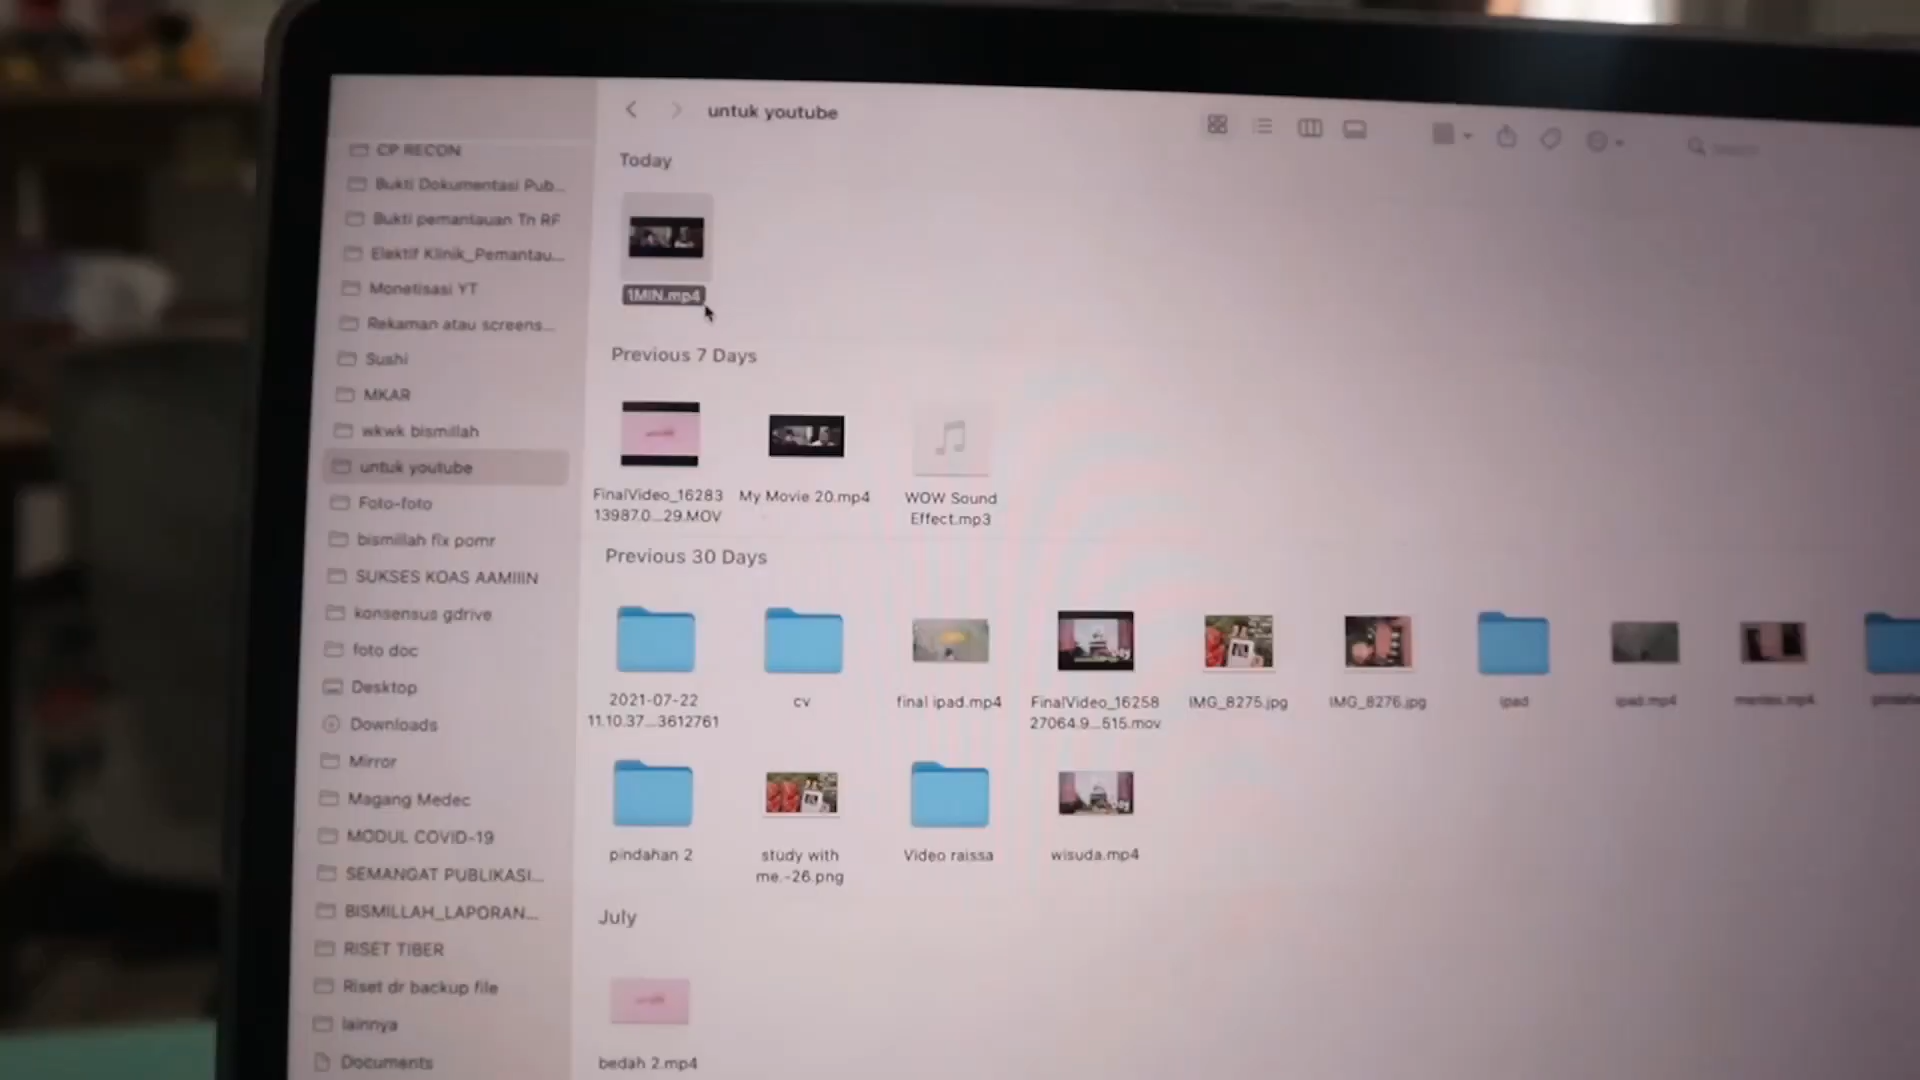 untuk youtube
CP RECON
Bukti Dokumentasi Pub...
Bukti pemantauan Tn RF
Elektif Klinik_Pemantau...
Monetisasi YT
Rekaman atau screens...
Sushi
MKAR
wkwk bismillah
untuk youtube
Foto-foto
bismillah fix pomr
SUKSES KOAS AAMIIIN
konsensus gdrive
foto doc
Desktop
Downloads
Mirror
Magang Medec
MODUL COVID-19
SEMANGAT PUBLIKASI...
BISMILLAH_LAPORAN...
RISET TIBER
Riset dr backup file
lainnya
Documents
Today
1MIN.mp4
Previous 7 Days
FinalVideo_16283
13987.0...29.MOV
My Movie 20.mp4
WOW Sound
Effect.mp3
Previous 30 Days
2021-07-22
11.10.37...3612761
cv
final ipad.mp4
FinalVideo_16258
27064.9...515.mov
IMG_8275.jpg
IMG_8276.jpg
ipad
ipad.mp4
pindahan 2
study with
me.-26.png
Video raissa
wisuda.mp4
July
bedah 2.mp4